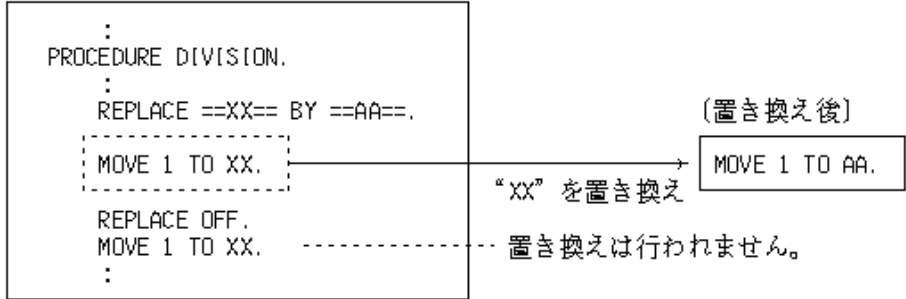 :
PROCEDURE DIVISION.
:
REPLACE ==XX== BY ==AA==.
〔置き換え後〕
MOVE 1 TO XX.
MOVE 1 TO AA.
“XX”を置き換え
REPLACE OFF.
MOVE 1 TO XX.
置き換えは行われません。
: